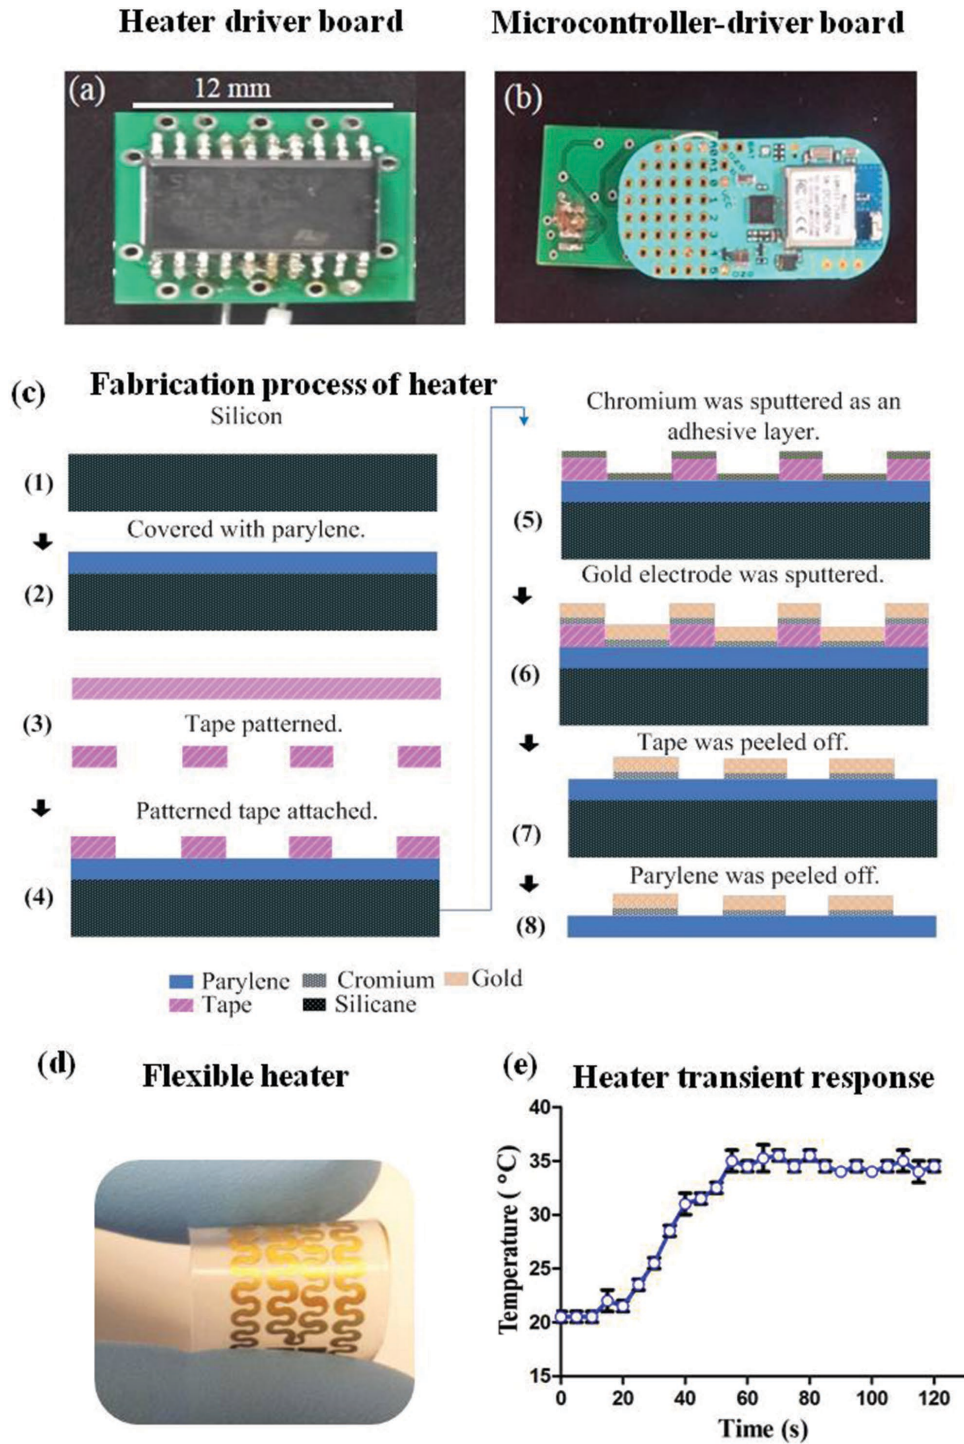 Heater driver board
Microcontroller-driver board
(a)
12 mm
(b)
(c)
Fabrication process of heater
Silicon
(1)
Covered with parylene.
(2)
(3)
Tape patterned.
Patterned tape attached.
(4)
Chromium was sputtered as an
adhesive layer.
(5)
Gold electrode was sputtered.
(6)
Tape was peeled off.
(7)
Parylene was peeled off.
(8)
Parylene Cromium Gold
Tape Silicane
(d)
Flexible heater
(e)
Heater transient response
40
35
30
25
20
15
Temperature ( °C)
0 20 40 60 80 100 120
Time (s)